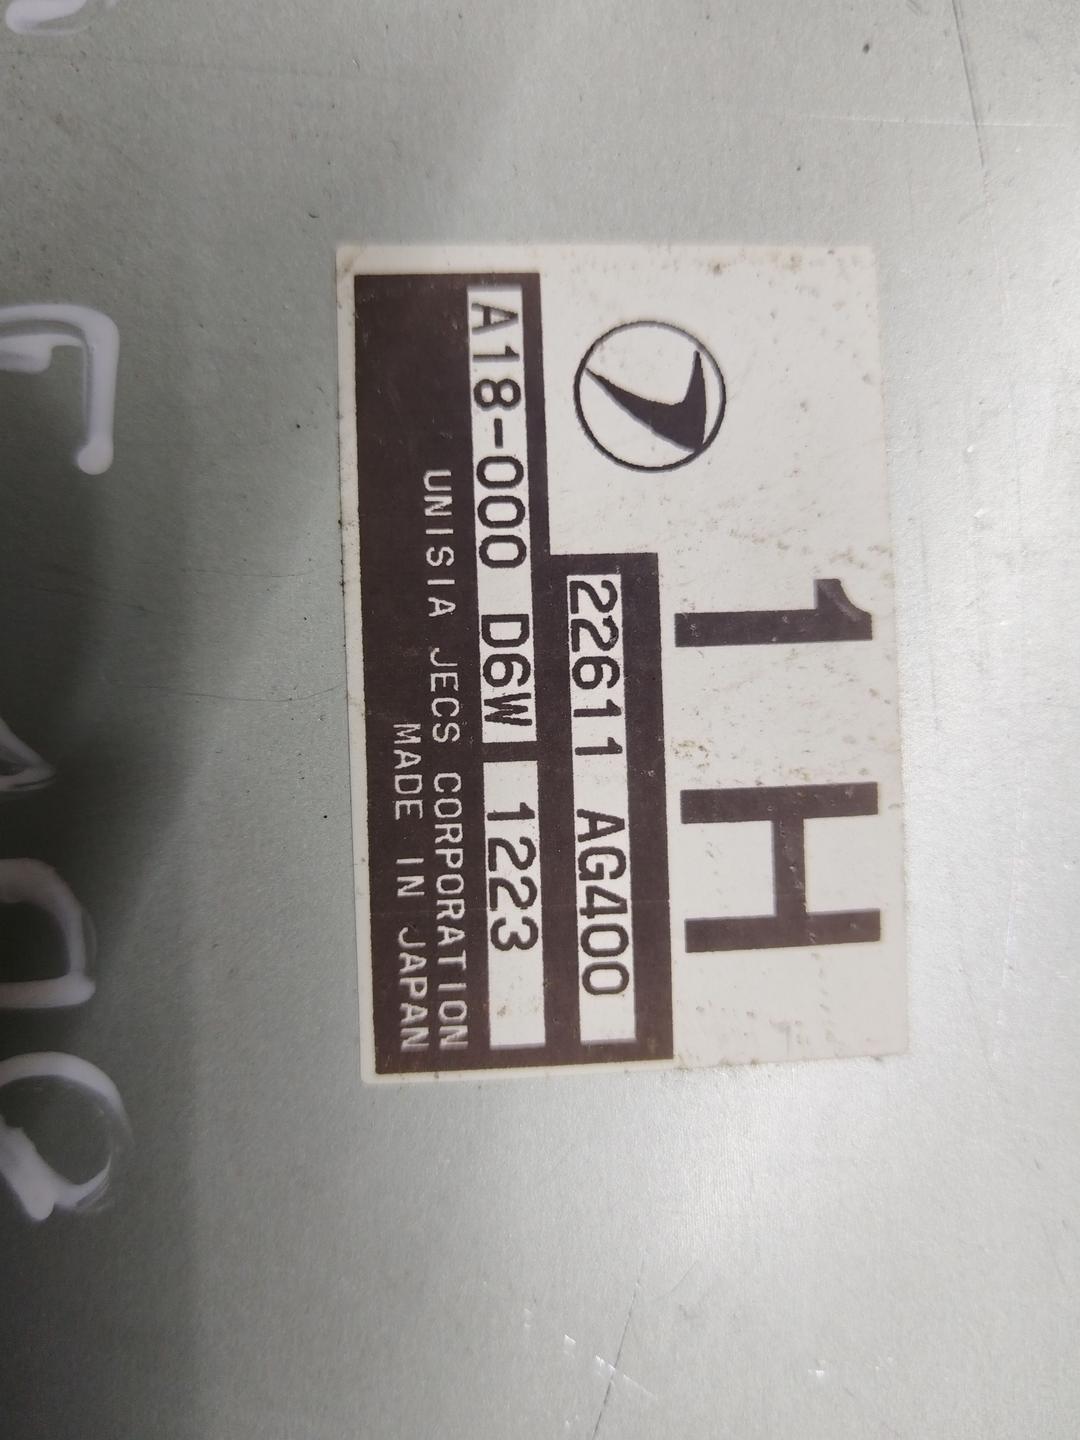 1H
22611 AG400
A18-000 D6W 1223
UNISIA JECS CORPORATION
MADE IN JAPAN